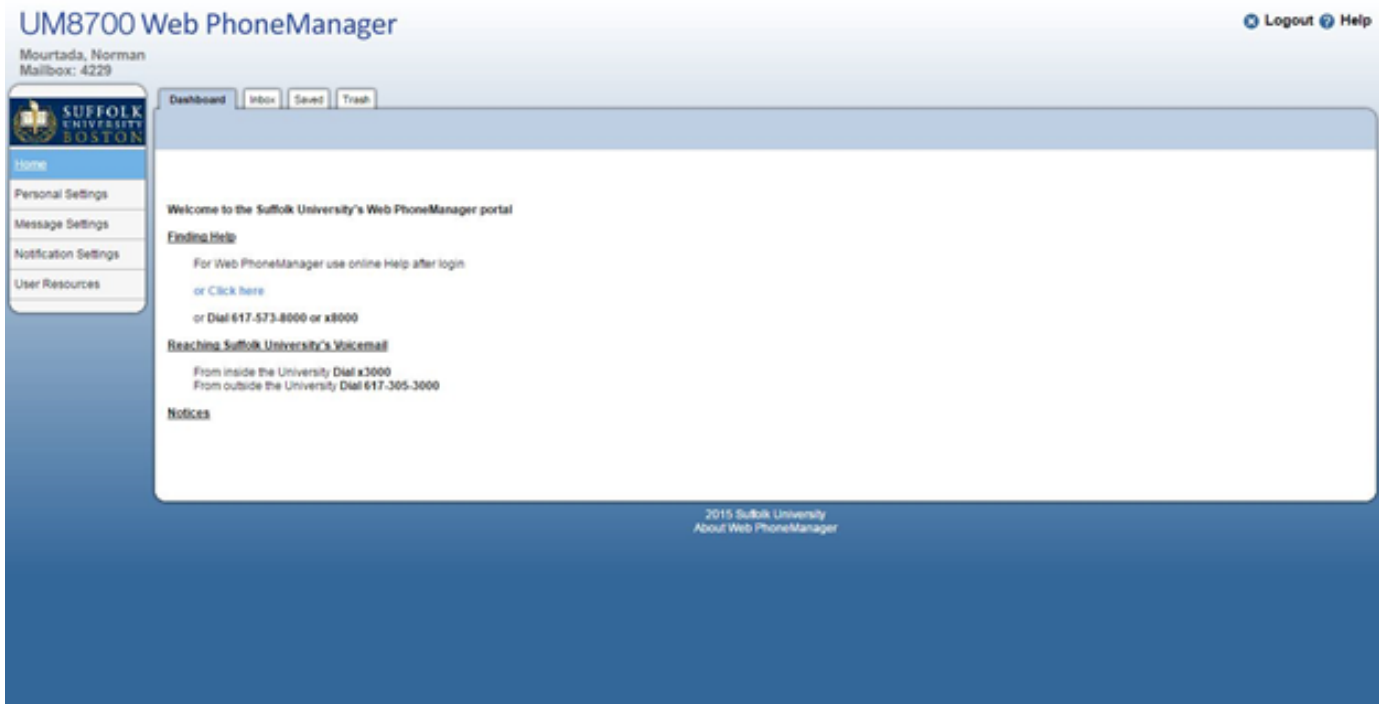 UM8700 Web PhoneManager
Logout Help
Mourtada, Norman
Mailbox: 4229
SUFFOLK
UNIVERSITY
BOSTON
Dashboard Inbox Saved Trash
Home
Personal Settings
Message Settings
Notification Settings
User Resources
Welcome to the Suffolk University's Web PhoneManager portal
Finding Help
For Web PhoneManager use online Help after login
or Click here
or Dial 617-573-8000 or x8000
Reaching Suffolk University's Voicemail
From inside the University Dial x3000
From outside the University Dial 617-305-3000
Notices
2015 Suffolk University
About Web PhoneManager